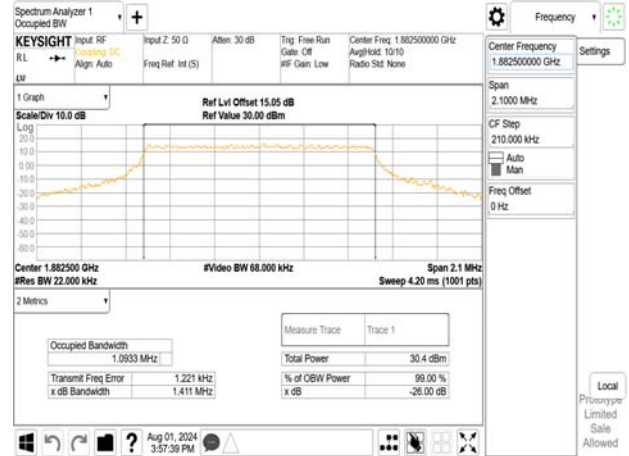 Spectrum Analyzer 1
Occupied BW
+
Frequency
KEYSIGHT
RL
Input: RF
Coupling: DC
Align: Auto
Input Z: 50 Ω
Freq Ref: Int (S)
Atten: 30 dB
Trig: Free Run
Gate: Off
#IF Gain: Low
Center Freq: 1.882500000 GHz
Avg|Hold: 10/10
Radio Std: None
Center Frequency
1.882500000 GHz
Settings
Span
2.1000 MHz
CF Step
210.000 kHz
Auto
Man
Freq Offset
0 Hz
1 Graph
Ref Lvl Offset 15.05 dB
Scale/Div 10.0 dB
Ref Value 30.00 dBm
Log
20.0
10.0
0.00
-10.0
-20.0
-30.0
-40.0
-50.0
-60.0
Center 1.882500 GHz
#Video BW 68.000 kHz
Span 2.1 MHz
#Res BW 22.000 kHz
Sweep 4.20 ms (1001 pts)
2 Metrics
Measure Trace
Trace 1
Occupied Bandwidth
1.0933 MHz
Total Power
30.4 dBm
Transmit Freq Error
1.221 kHz
% of OBW Power
99.00 %
x dB Bandwidth
1.411 MHz
x dB
-26.00 dB
Local
Prototype
Limited
Sale
Allowed
?
Aug 01, 2024
3:57:39 PM